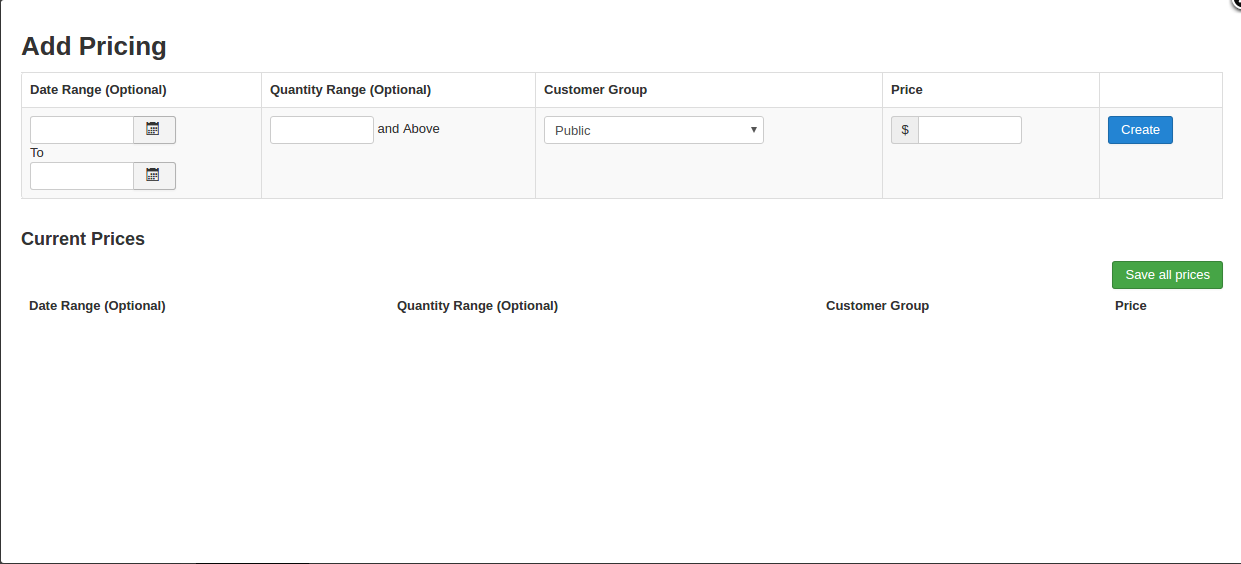 Add Pricing
Date Range (Optional) Quantity Range (Optional) Customer Group Price
and Above Public $ Create
To
Current Prices
Save all prices
Date Range (Optional) Quantity Range (Optional) Customer Group Price